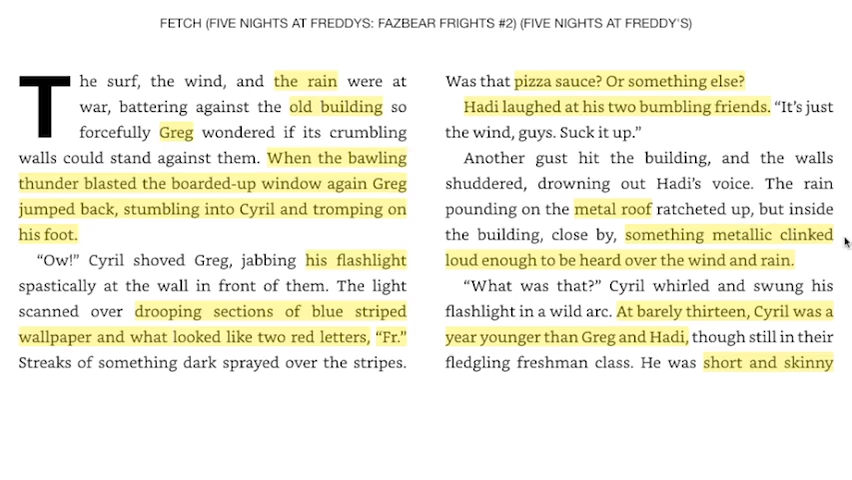 FETCH (FIVE NIGHTS AT FREDDYS: FAZBEAR FRIGHTS #2) (FIVE NIGHTS AT FREDDY'S)
The surf, the wind, and the rain were at
war, battering against the old building so
forcefully Greg wondered if its crumbling
walls could stand against them. When the bawling
thunder blasted the boarded-up window again Greg
jumped back, stumbling into Cyril and tromping on
his foot.
“Ow!” Cyril shoved Greg, jabbing his flashlight
spastically at the wall in front of them. The light
scanned over drooping sections of blue striped
wallpaper and what looked like two red letters, “Fr.”
Streaks of something dark sprayed over the stripes.
Was that pizza sauce? Or something else?
Hadi laughed at his two bumbling friends. “It’s just
the wind, guys. Suck it up.”
Another gust hit the building, and the walls
shuddered, drowning out Hadi’s voice. The rain
pounding on the metal roof ratcheted up, but inside
the building, close by, something metallic clinked
loud enough to be heard over the wind and rain.
“What was that?” Cyril whirled and swung his
flashlight in a wild arc. At barely thirteen, Cyril was a
year younger than Greg and Hadi, though still in their
fledgling freshman class. He was short and skinny